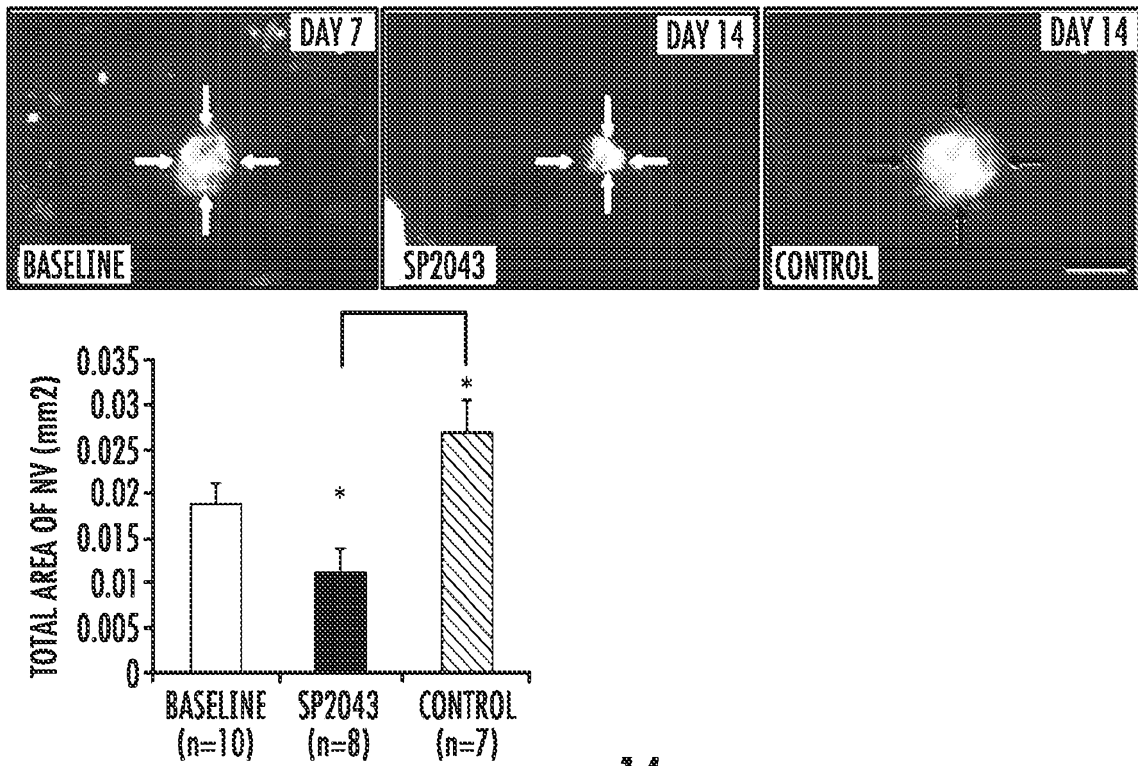 DAY 7
DAY 14
DAY 14
BASELINE
SP2043
CONTROL
TOTAL AREA OF NV (mm2)
0.035
0.03
0.025
0.02
0.015
0.01
0.005
0
*
*
BASELINE
(n=10)
SP2043
(n=8)
CONTROL
(n=7)